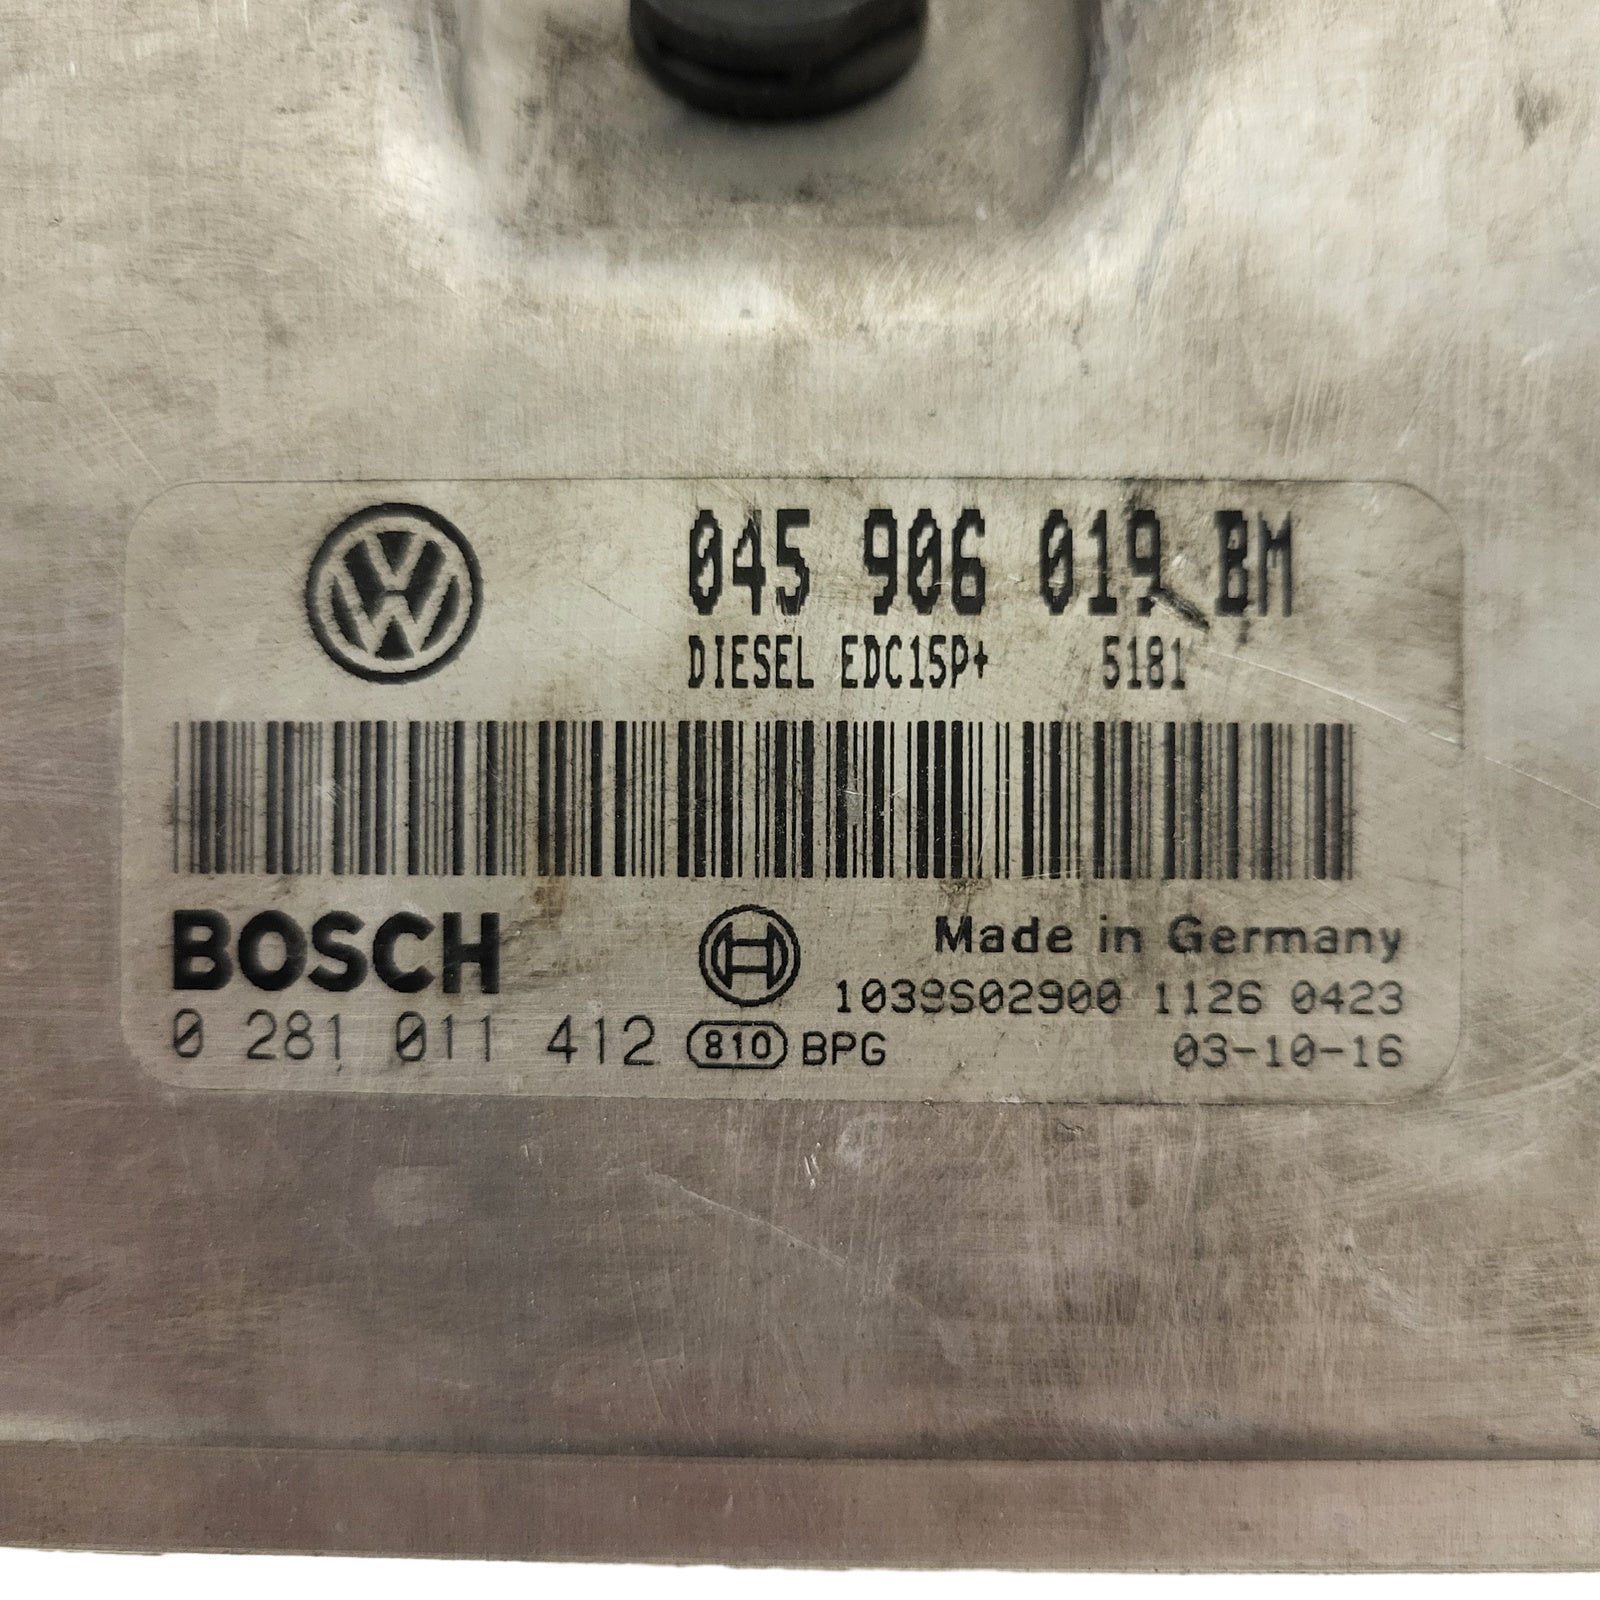 045 906 019 BM
DIESEL EDC15P+ 5181
BOSCH
Made in Germany
1039S02900 1126 0423
0 281 011 412 810 BPG 03-10-16